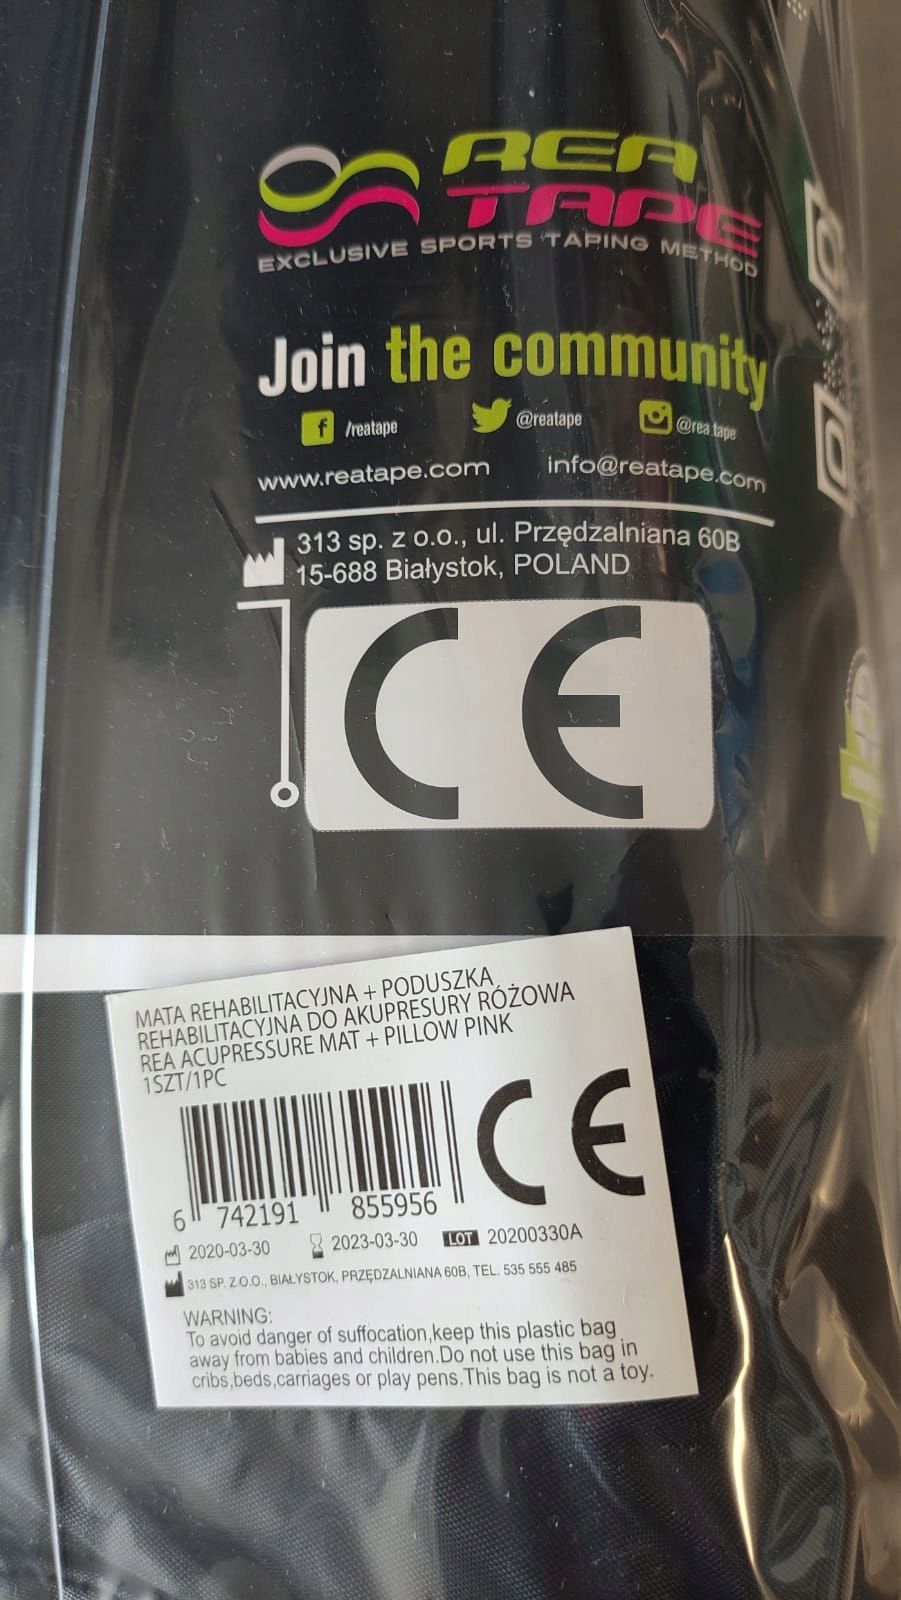 REA
TAPE
EXCLUSIVE SPORTS TAPING METHOD
Join the community
f /reatape @reatape @rea.tape
www.reatape.com info@reatape.com
313 sp. z o.o., ul. Przędzalniana 60B
15-688 Białystok, POLAND
CE
MATA REHABILITACYJNA + PODUSZKA
REHABILITACYJNA DO AKUPRESURY RÓŻOWA
REA ACUPRESSURE MAT + PILLOW PINK
1SZT/1PC
CE
6 742191 855956
2020-03-30 2023-03-30 LOT 20200330A
313 SP. Z O.O., BIAŁYSTOK, PRZĘDZALNIANA 60B, TEL. 535 555 485
WARNING:
To avoid danger of suffocation,keep this plastic bag
away from babies and children.Do not use this bag in
cribs,beds,carriages or play pens.This bag is not a toy.